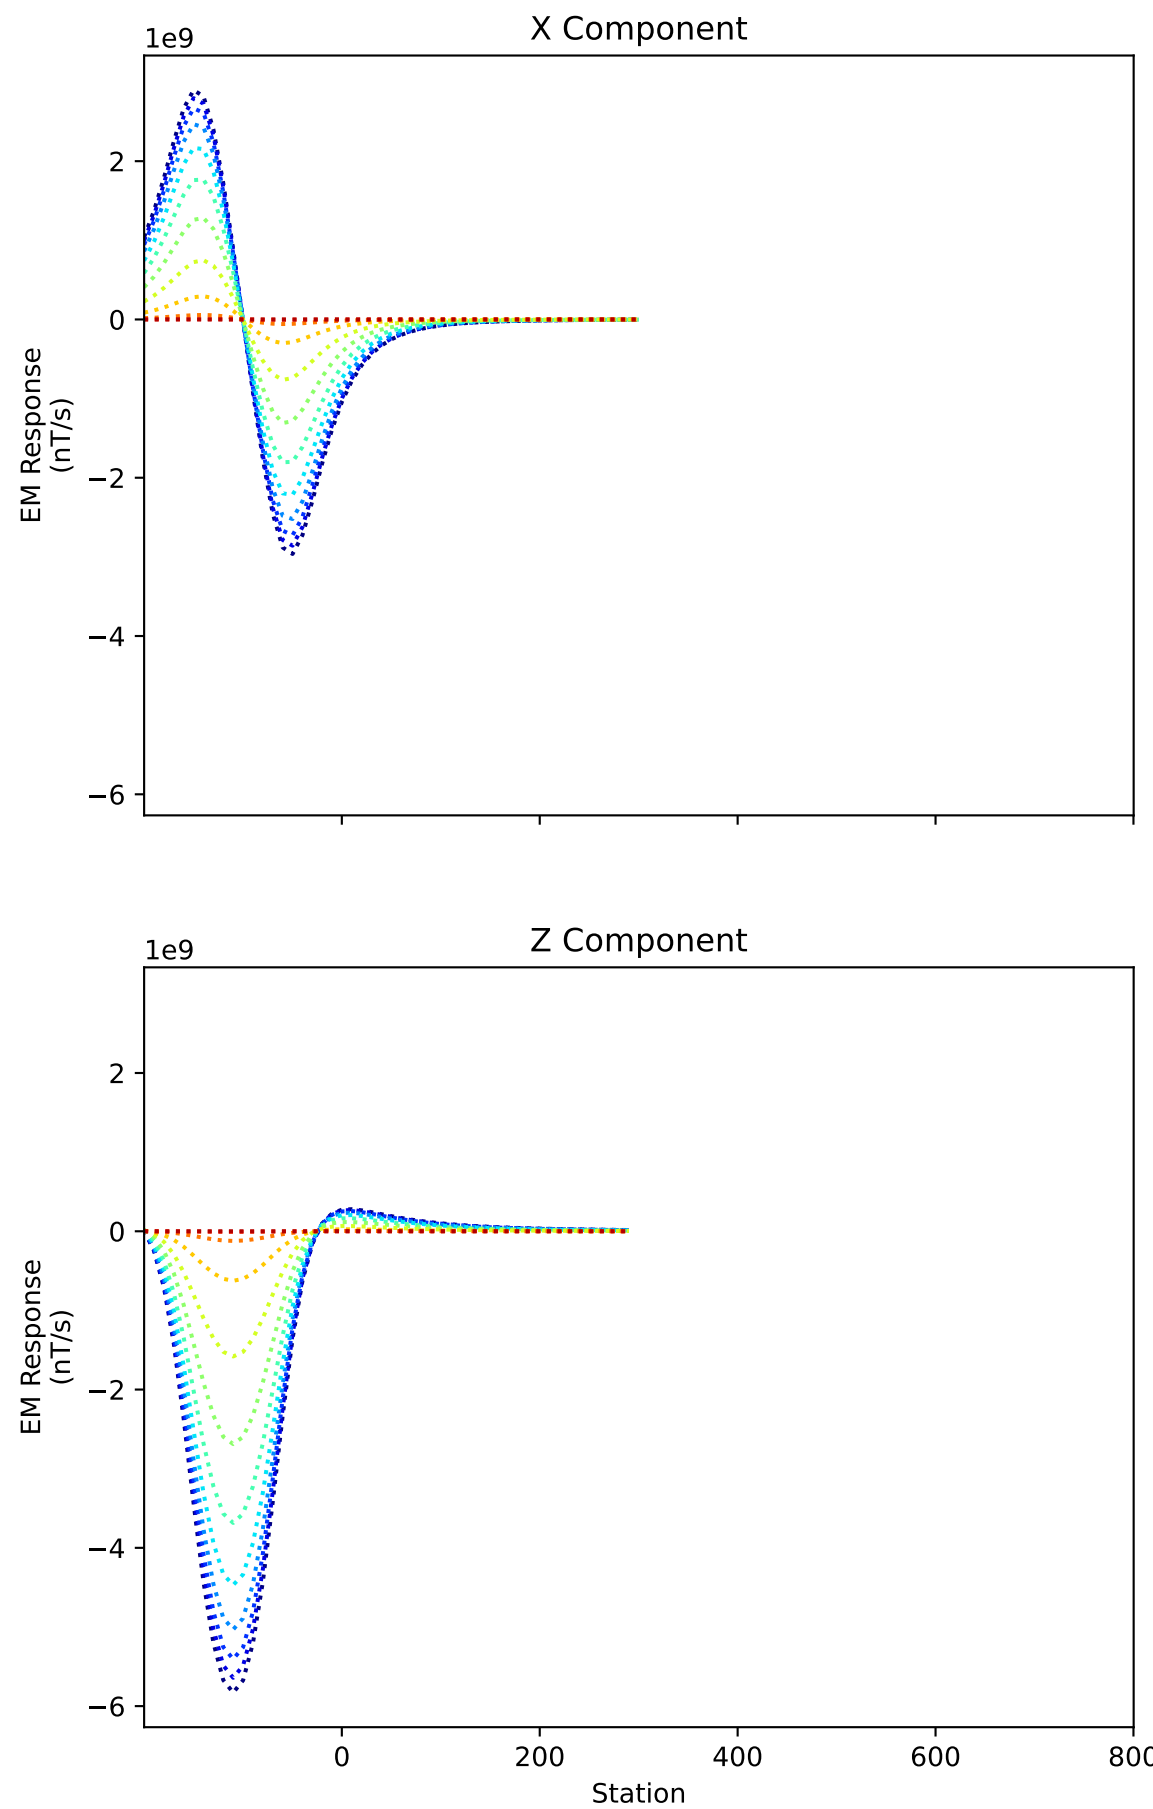 X Component
1e9
2
0
−2
−4
−6
EM Response
(nT/s)
Z Component
1e9
2
0
−2
−4
−6
EM Response
(nT/s)
0 200 400 600 800
Station